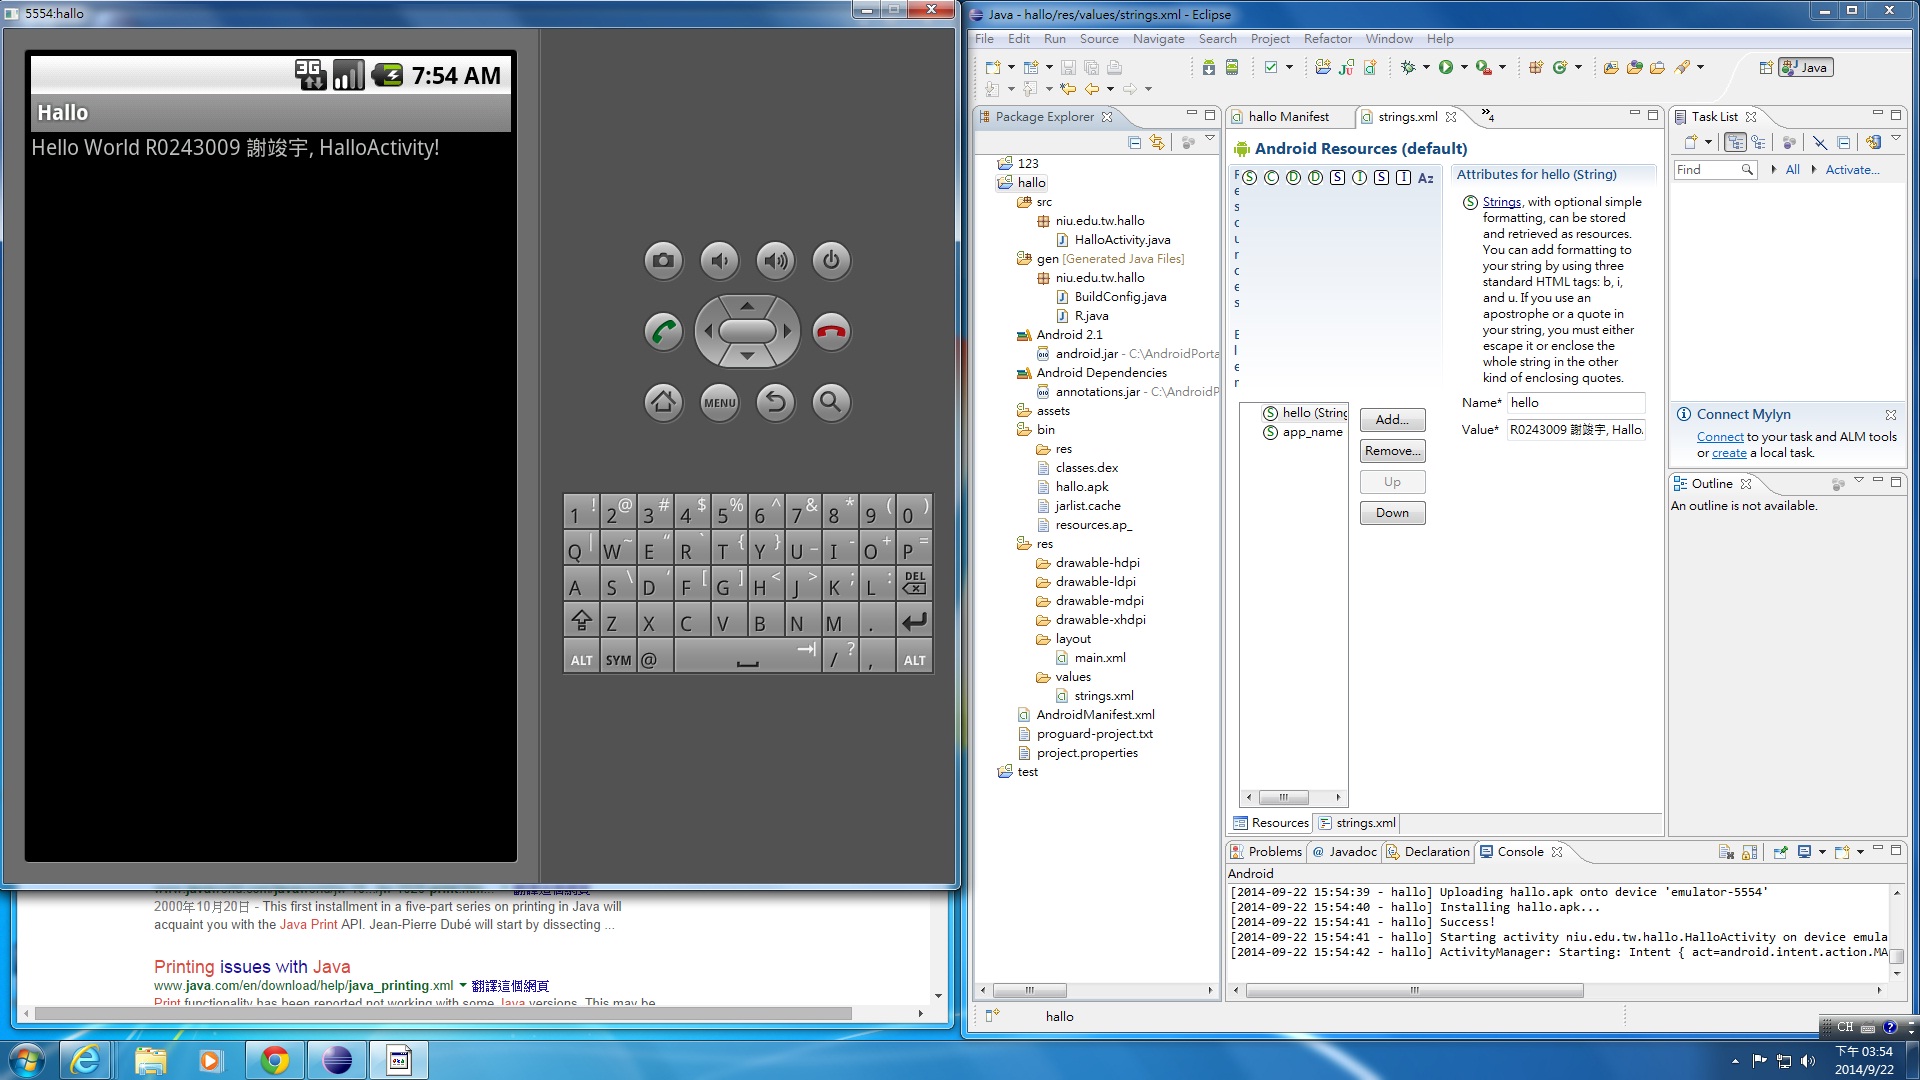 5554:hallo
3G
7:54 AM
Hallo
Hello World R0243009 謝竣宇, HalloActivity!
MENU
1 ! 2 @ 3 # 4 $ 5 % 6 ^ 7 & 8 * 9 ( 0 )
Q | W ~ E “ R ` T { Y } U _ I - O + P =
A S \ D ' F [ G ] H < J > K ; L : DEL
Z X C V B N M .
ALT SYM @ / ? , ALT
2000年10月20日 - This first installment in a five-part series on printing in Java will
acquaint you with the Java Print API. Jean-Pierre Dubé will start by dissecting ...
Printing issues with Java
www.java.com/en/download/help/java_printing.xml 翻譯這個網頁
Print functionality has been reported not working with some Java versions. This may be
Java - hallo/res/values/strings.xml - Eclipse
File Edit Run Source Navigate Search Project Refactor Window Help
Java
Package Explorer
123
hallo
src
niu.edu.tw.hallo
HalloActivity.java
gen [Generated Java Files]
niu.edu.tw.hallo
BuildConfig.java
R.java
Android 2.1
android.jar - C:\AndroidPorta
Android Dependencies
annotations.jar - C:\AndroidP
assets
bin
res
classes.dex
hallo.apk
jarlist.cache
resources.ap_
res
drawable-hdpi
drawable-ldpi
drawable-mdpi
drawable-xhdpi
layout
main.xml
values
strings.xml
AndroidManifest.xml
proguard-project.txt
project.properties
test
hallo Manifest
strings.xml
»4
Android Resources (default)
S C D D S I S I Az
hello (String
app_name
Add...
Remove...
Up
Down
Attributes for hello (String)
Strings, with optional simple
formatting, can be stored
and retrieved as resources.
You can add formatting to
your string by using three
standard HTML tags: b, i,
and u. If you use an
apostrophe or a quote in
your string, you must either
escape it or enclose the
whole string in the other
kind of enclosing quotes.
Name* hello
Value* R0243009 謝竣宇, Hallo
Resources strings.xml
Task List
Find All Activate...
Connect Mylyn
Connect to your task and ALM tools
or create a local task.
Outline
An outline is not available.
Problems @ Javadoc Declaration Console
Android
[2014-09-22 15:54:39 - hallo] Uploading hallo.apk onto device 'emulator-5554'
[2014-09-22 15:54:40 - hallo] Installing hallo.apk...
[2014-09-22 15:54:41 - hallo] Success!
[2014-09-22 15:54:41 - hallo] Starting activity niu.edu.tw.hallo.HalloActivity on device emula
[2014-09-22 15:54:42 - hallo] ActivityManager: Starting: Intent { act=android.intent.action.MA
hallo
CH
下午 03:54
2014/9/22